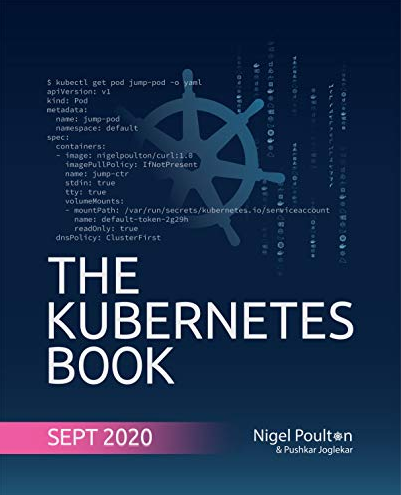 $ kubectl get pod jump-pod -o yaml
apiVersion: v1
kind: Pod
metadata:
  name: jump-pod
  namespace: default
spec:
  containers:
  - image: nigelpoulton/curl:1.0
    imagePullPolicy: IfNotPresent
    name: jump-ctr
    stdin: true
    tty: true
    volumeMounts:
    - mountPath: /var/run/secrets/kubernetes.io/serviceaccount
      name: default-token-2g29h
      readOnly: true
  dnsPolicy: ClusterFirst
THE
KUBERNETES
BOOK
SEPT 2020
Nigel Poulton
& Pushkar Joglekar